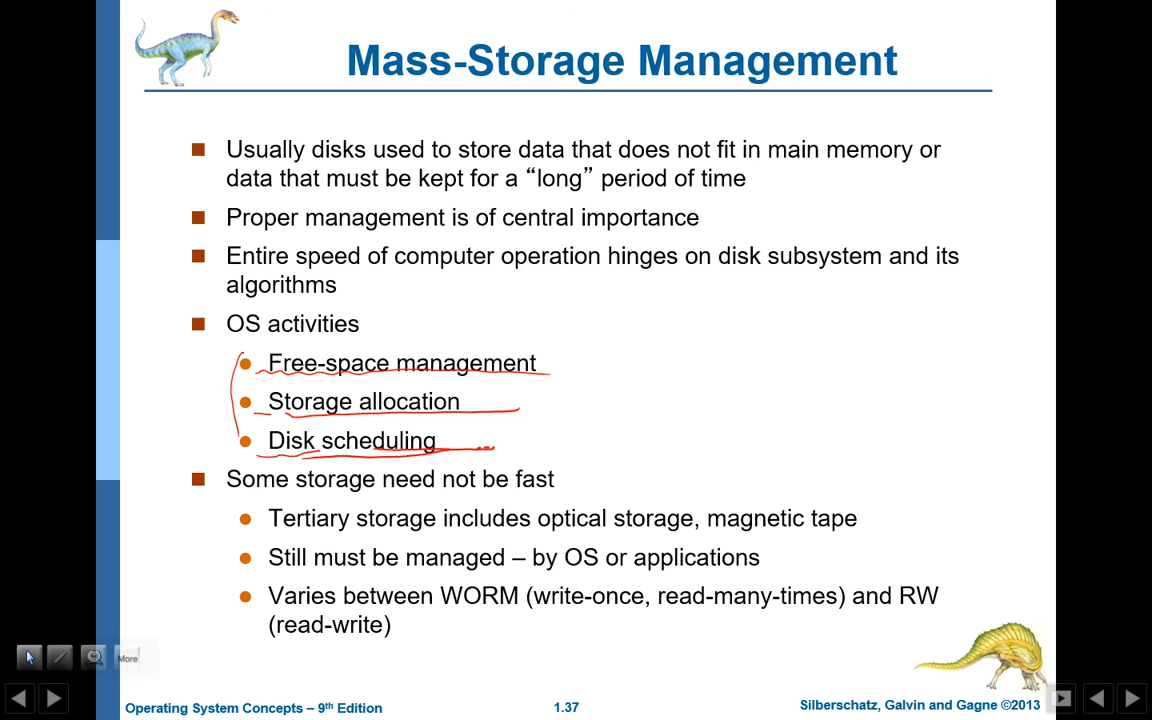 Mass-Storage Management
Usually disks used to store data that does not fit in main memory or
data that must be kept for a “long” period of time
Proper management is of central importance
Entire speed of computer operation hinges on disk subsystem and its
algorithms
OS activities
Free-space management
Storage allocation
Disk scheduling
Some storage need not be fast
Tertiary storage includes optical storage, magnetic tape
Still must be managed – by OS or applications
Varies between WORM (write-once, read-many-times) and RW
(read-write)
More
Operating System Concepts – 9th Edition
1.37
Silberschatz, Galvin and Gagne ©2013